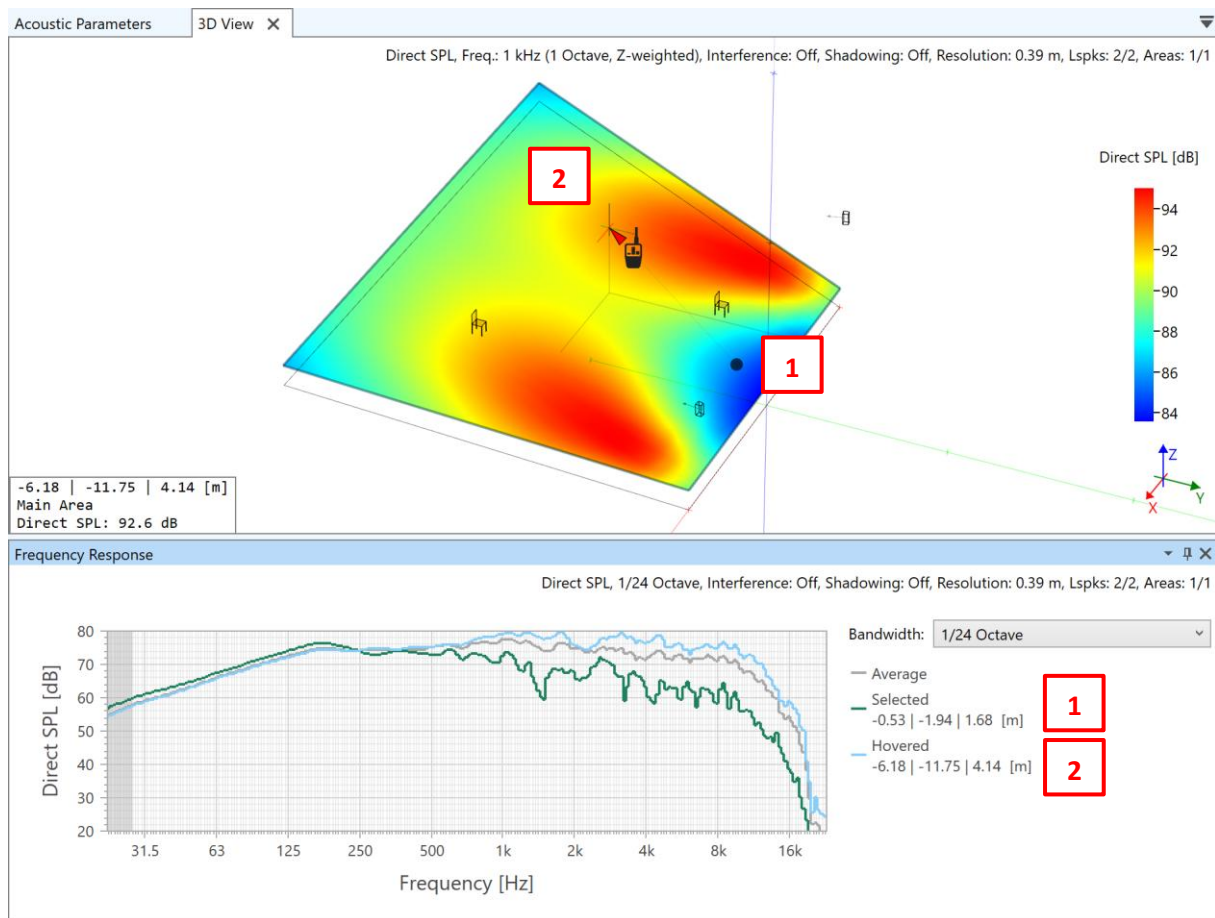 Acoustic Parameters
3D View
Direct SPL, Freq.: 1 kHz (1 Octave, Z-weighted), Interference: Off, Shadowing: Off, Resolution: 0.39 m, Lspks: 2/2, Areas: 1/1
2
1
Direct SPL [dB]
94
92
90
88
86
84
Z
Y
X
-6.18 | -11.75 | 4.14 [m]
Main Area
Direct SPL: 92.6 dB
Frequency Response
Direct SPL, 1/24 Octave, Interference: Off, Shadowing: Off, Resolution: 0.39 m, Lspks: 2/2, Areas: 1/1
Direct SPL [dB]
80
70
60
50
40
30
20
31.5 63 125 250 500 1k 2k 4k 8k 16k
Frequency [Hz]
Bandwidth: 1/24 Octave
Average
Selected
-0.53 | -1.94 | 1.68 [m]
1
Hovered
-6.18 | -11.75 | 4.14 [m]
2